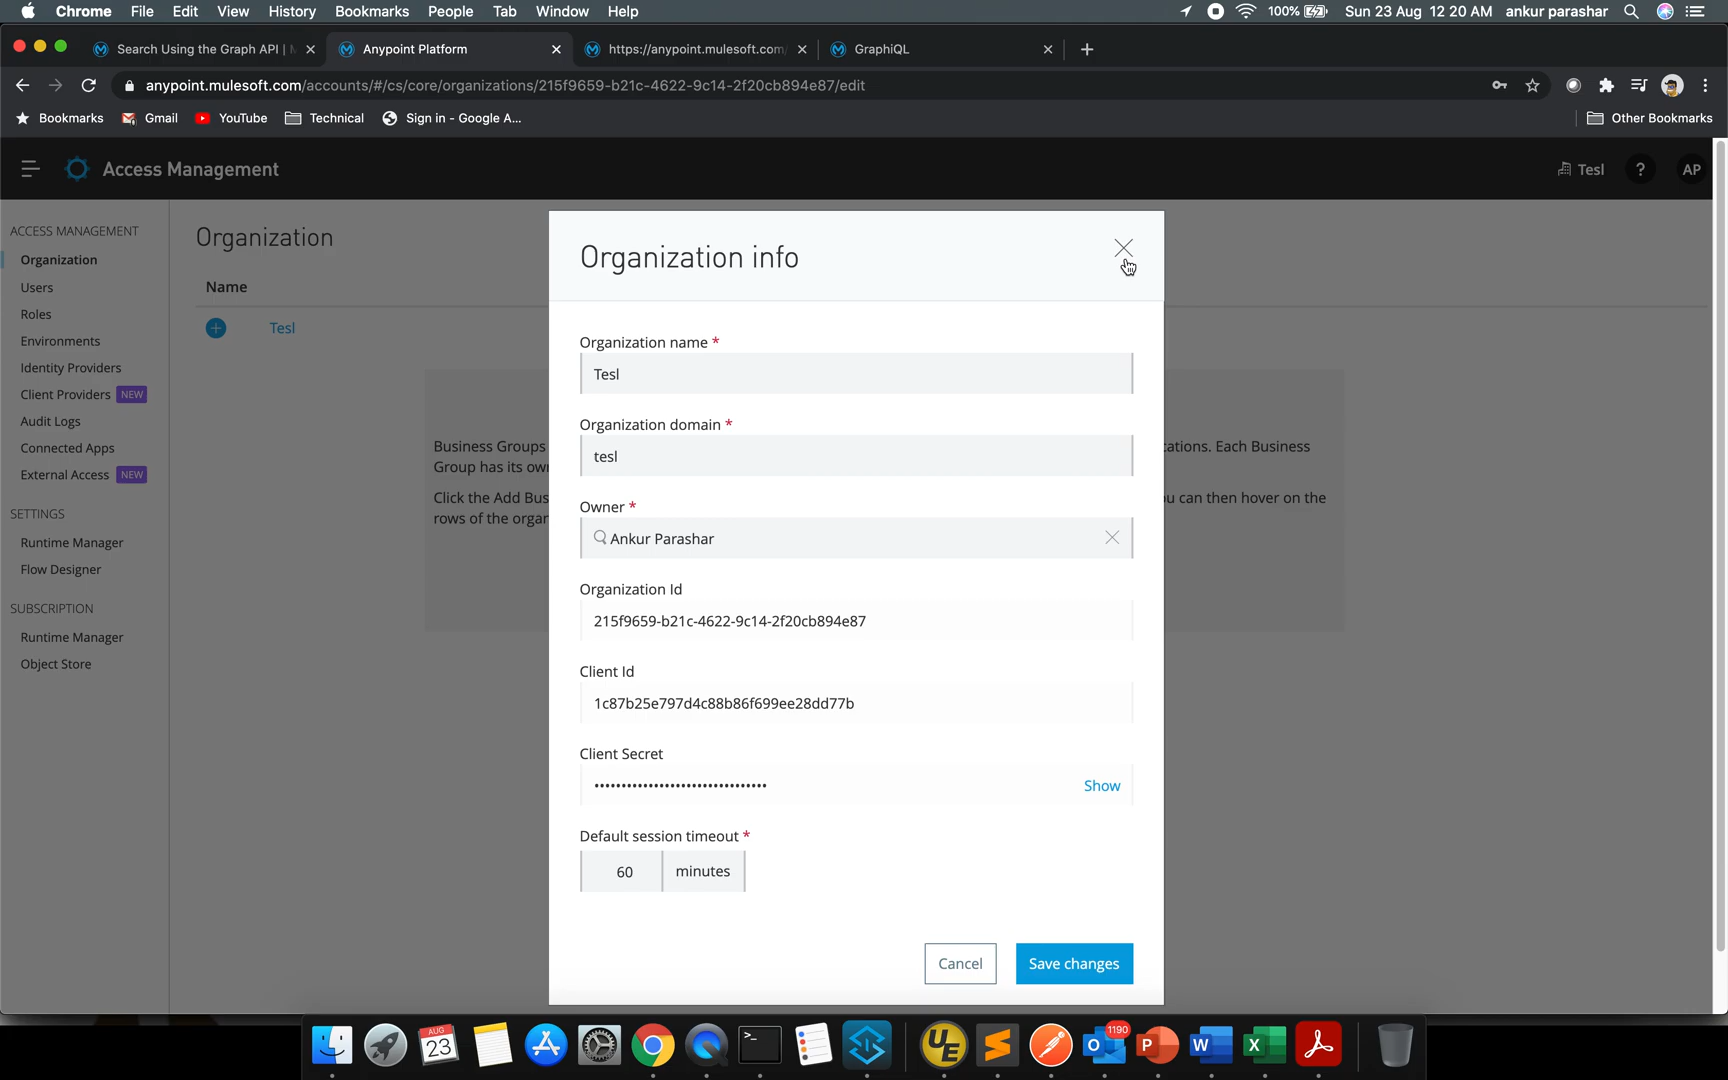 Chrome File Edit View History Bookmarks People Tab Window Help 100% Sun 23 Aug 12 20 AM ankur parashar
Search Using the Graph API | Anypoint Platform https://anypoint.mulesoft.com/ GraphiQL
anypoint.mulesoft.com/accounts/#/cs/core/organizations/215f9659-b21c-4622-9c14-2f20cb894e87/edit
Bookmarks Gmail YouTube Technical Sign in - Google A... Other Bookmarks
Access Management Tesl ? AP
ACCESS MANAGEMENT
Organization
Users
Roles
Environments
Identity Providers
Client Providers NEW
Audit Logs
Connected Apps
External Access NEW
SETTINGS
Runtime Manager
Flow Designer
SUBSCRIPTION
Runtime Manager
Object Store
Organization
Name
Tesl
Business Groups
Group has its own
Click the Add Bus
rows of the organ
zations. Each Business
u can then hover on the
Organization info
Organization name *
Tesl
Organization domain *
tesl
Owner *
Ankur Parashar
Organization Id
215f9659-b21c-4622-9c14-2f20cb894e87
Client Id
1c87b25e797d4c88b86f699ee28dd77b
Client Secret
Show
Default session timeout *
60 minutes
Cancel Save changes
AUG
23
>_
UE
1190
O P W X